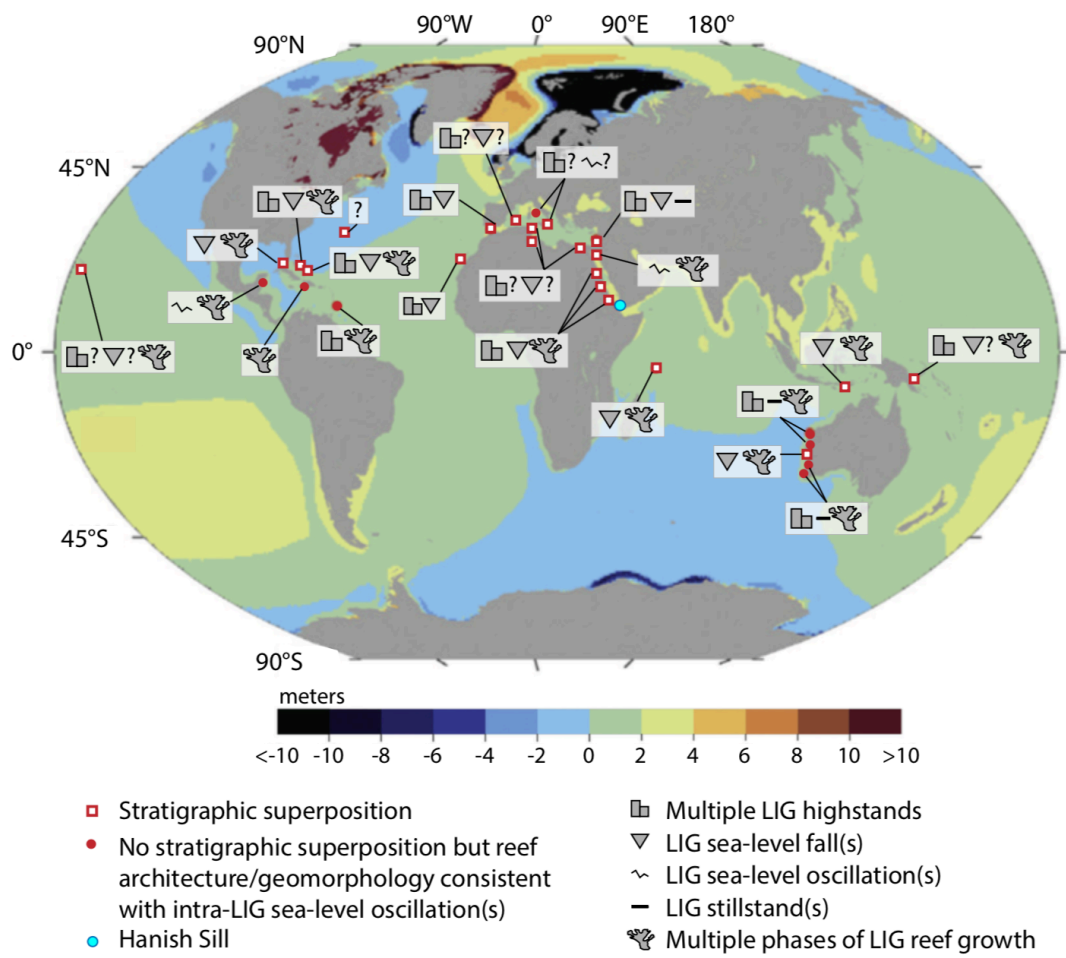 90°W 0° 90°E 180°
90°N
45°N
? ?
? ?
?
? ?
0°
? ?
?
45°S
90°S
meters
<-10 -10 -8 -6 -4 -2 0 2 4 6 8 10 >10
Stratigraphic superposition
No stratigraphic superposition but reef
architecture/geomorphology consistent
with intra-LIG sea-level oscillation(s)
Hanish Sill
Multiple LIG highstands
LIG sea-level fall(s)
LIG sea-level oscillation(s)
LIG stillstand(s)
Multiple phases of LIG reef growth